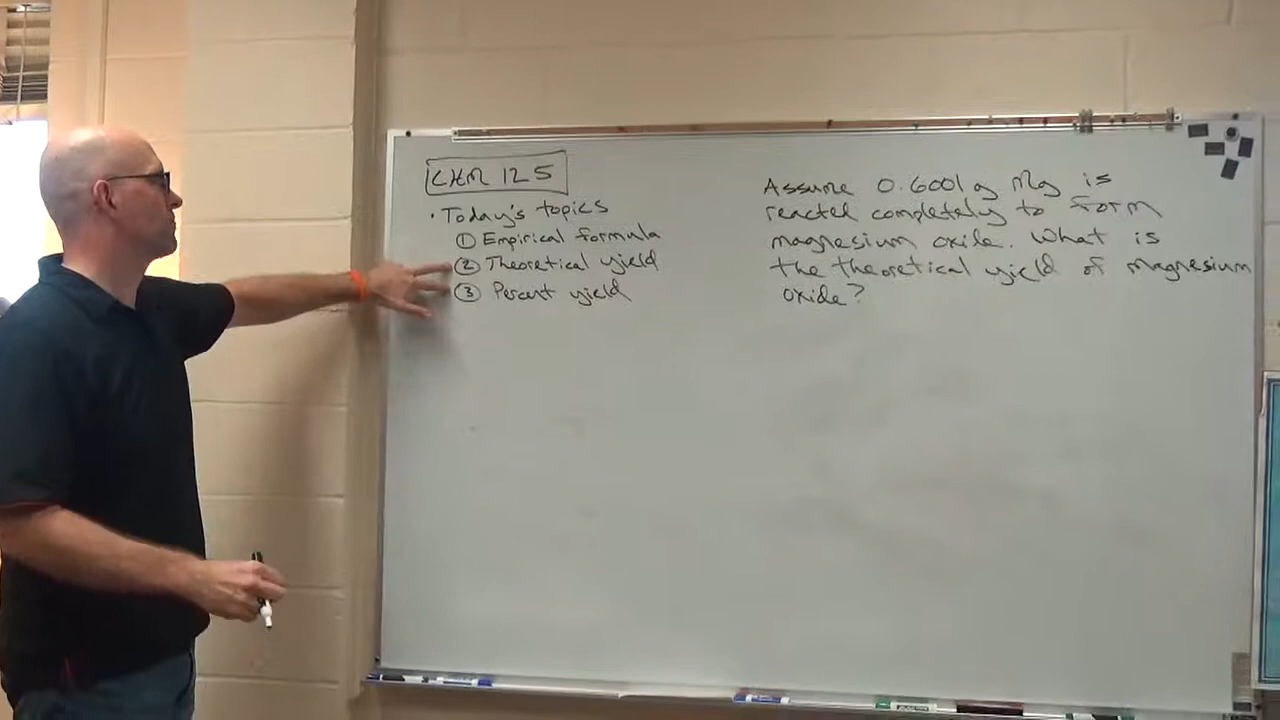 CHM 125
· Today's topics
① Empirical formula
② Theoretical yield
③ Percent yield
Assume 0.6001 g Mg is
reacted completely to form
magnesium oxide. What is
the theoretical yield of magnesium
oxide?